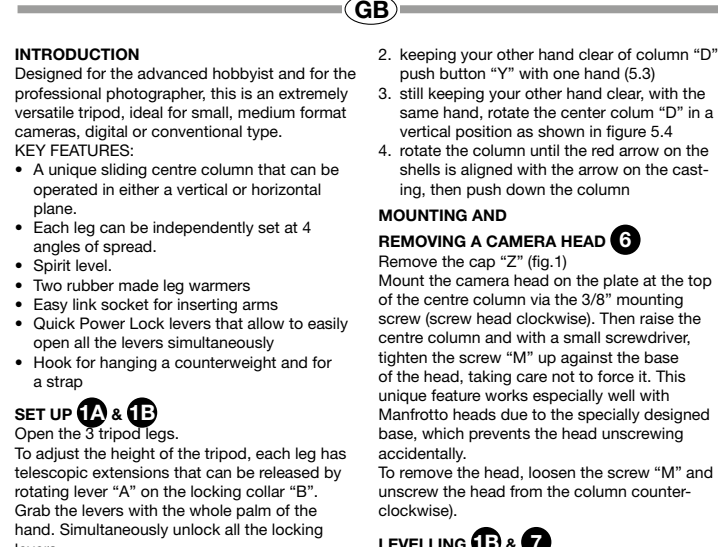 GB
INTRODUCTION
Designed for the advanced hobbyist and for the
professional photographer, this is an extremely
versatile tripod, ideal for small, medium format
cameras, digital or conventional type.
KEY FEATURES:
• A unique sliding centre column that can be
operated in either a vertical or horizontal
plane.
• Each leg can be independently set at 4
angles of spread.
• Spirit level.
• Two rubber made leg warmers
• Easy link socket for inserting arms
• Quick Power Lock levers that allow to easily
open all the levers simultaneously
• Hook for hanging a counterweight and for
a strap
SET UP 1A & 1B
Open the 3 tripod legs.
To adjust the height of the tripod, each leg has
telescopic extensions that can be released by
rotating lever “A” on the locking collar “B”.
Grab the levers with the whole palm of the
hand. Simultaneously unlock all the locking
2. keeping your other hand clear of column “D”
push button “Y” with one hand (5.3)
3. still keeping your other hand clear, with the
same hand, rotate the center colum “D” in a
vertical position as shown in figure 5.4
4. rotate the column until the red arrow on the
shells is aligned with the arrow on the cast-
ing, then push down the column
MOUNTING AND
REMOVING A CAMERA HEAD 6
Remove the cap “Z” (fig.1)
Mount the camera head on the plate at the top
of the centre column via the 3/8” mounting
screw (screw head clockwise). Then raise the
centre column and with a small screwdriver,
tighten the screw “M” up against the base
of the head, taking care not to force it. This
unique feature works especially well with
Manfrotto heads due to the specially designed
base, which prevents the head unscrewing
accidentally.
To remove the head, loosen the screw “M” and
unscrew the head from the column counter-
clockwise).
LEVELLING 1B & 7